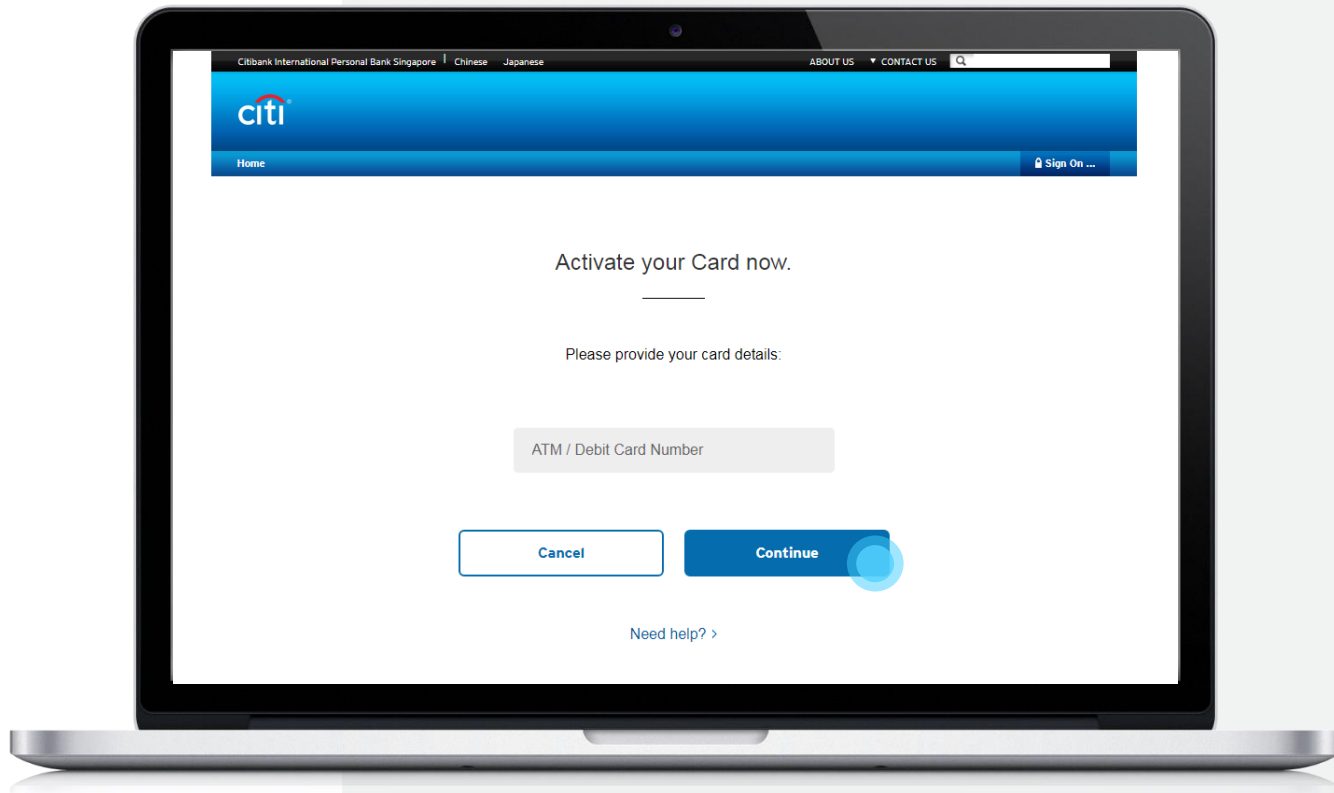 Citibank International Personal Bank Singapore | Chinese Japanese ABOUT US ▼ CONTACT US
citi®
Home Sign On ...
Activate your Card now.
Please provide your card details:
ATM / Debit Card Number
Cancel Continue
Need help? >